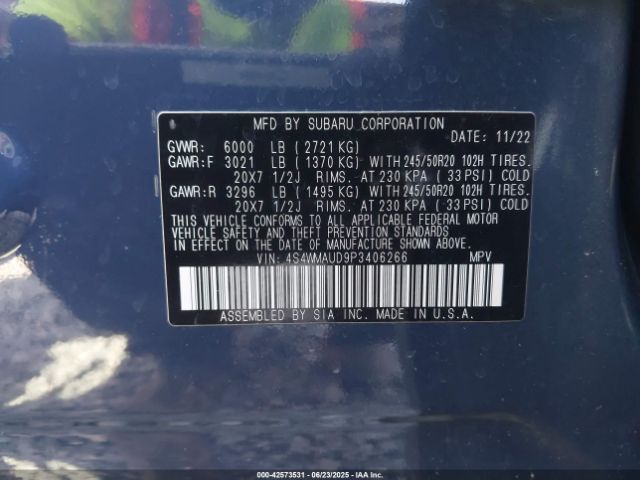 MFD BY SUBARU CORPORATION
DATE: 11/22
GVWR: 6000 LB ( 2721 KG)
GAWR:F 3021 LB ( 1370 KG) WITH 245/50R20 102H TIRES.
20X7 1/2J RIMS. AT 230 KPA ( 33 PSI) COLD
GAWR:R 3296 LB ( 1495 KG) WITH 245/50R20 102H TIRES.
20X7 1/2J RIMS. AT 230 KPA ( 33 PSI) COLD
THIS VEHICLE CONFORMS TO ALL APPLICABLE FEDERAL MOTOR
VEHICLE SAFETY AND THEFT PREVENTION STANDARDS
IN EFFECT ON THE DATE OF MANUFACTURE SHOWN ABOVE.
VIN: 4S4WMAUD9P3406266 MPV
ASSEMBLED BY SIA INC. MADE IN U.S.A.
000-42573531 - 06/23/2025 - IAA Inc.